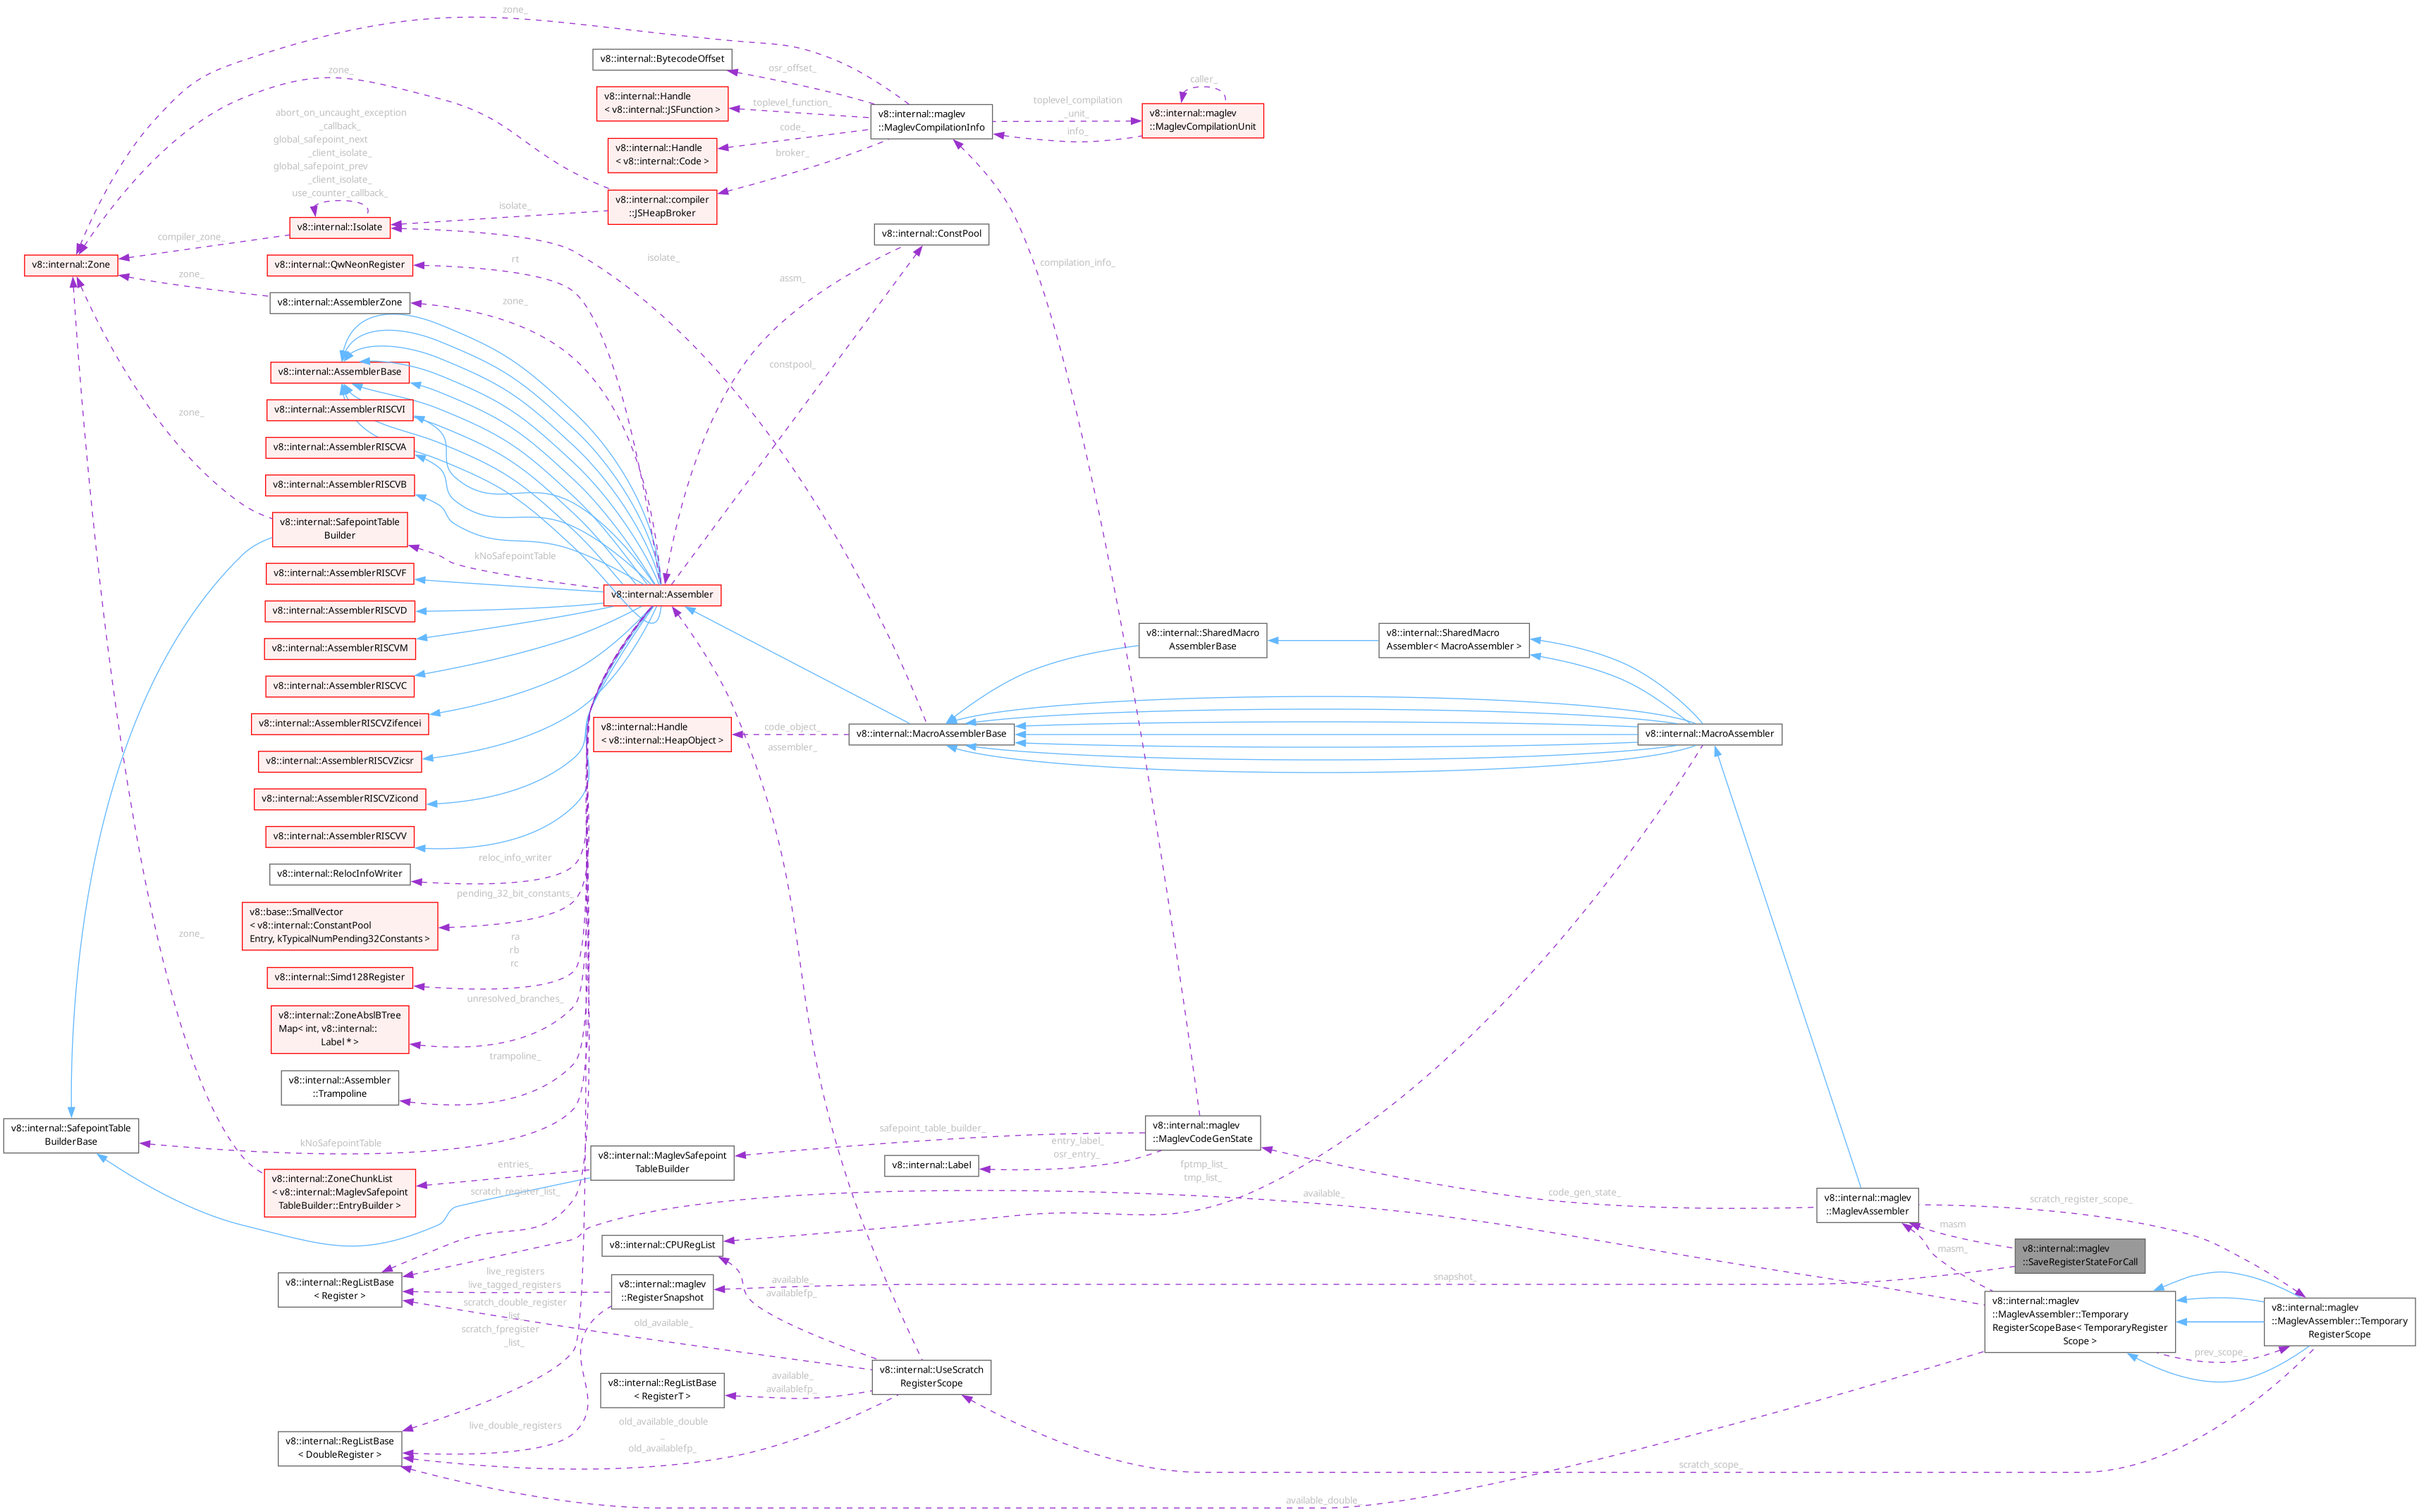 zone_
v8::internal::BytecodeOffset
osr_offset_
zone_
caller_
v8::internal::Handle
< v8::internal::JSFunction >
toplevel_function_
v8::internal::maglev
::MaglevCompilationInfo
toplevel_compilation
_unit_
info_
v8::internal::maglev
::MaglevCompilationUnit
abort_on_uncaught_exception
_callback_
global_safepoint_next
_client_isolate_
global_safepoint_prev
_client_isolate_
use_counter_callback_
code_
v8::internal::Handle
< v8::internal::Code >
broker_
v8::internal::compiler
::JSHeapBroker
isolate_
v8::internal::Isolate
compiler_zone_
v8::internal::ConstPool
v8::internal::Zone
v8::internal::QwNeonRegister
rt
isolate_
assm_
compilation_info_
zone_
v8::internal::AssemblerZone
zone_
v8::internal::AssemblerBase
constpool_
v8::internal::AssemblerRISCVI
zone_
v8::internal::AssemblerRISCVA
v8::internal::AssemblerRISCVB
v8::internal::SafepointTable
Builder
kNoSafepointTable
v8::internal::AssemblerRISCVF
v8::internal::Assembler
v8::internal::AssemblerRISCVD
v8::internal::AssemblerRISCVM
v8::internal::SharedMacro
AssemblerBase
v8::internal::SharedMacro
Assembler< MacroAssembler >
v8::internal::AssemblerRISCVC
v8::internal::AssemblerRISCVZifencei
v8::internal::Handle
< v8::internal::HeapObject >
code_object_
v8::internal::MacroAssemblerBase
v8::internal::MacroAssembler
assembler_
v8::internal::AssemblerRISCVZicsr
v8::internal::AssemblerRISCVZicond
v8::internal::AssemblerRISCVV
reloc_info_writer
v8::internal::RelocInfoWriter
pending_32_bit_constants_
v8::base::SmallVector
< v8::internal::ConstantPool
Entry, kTypicalNumPending32Constants >
zone_
ra
rb
rc
v8::internal::Simd128Register
unresolved_branches_
v8::internal::ZoneAbslBTree
Map< int, v8::internal::
Label * >
trampoline_
v8::internal::Assembler
::Trampoline
v8::internal::SafepointTable
BuilderBase
kNoSafepointTable
safepoint_table_builder_
v8::internal::maglev
::MaglevCodeGenState
entry_label_
osr_entry_
v8::internal::Label
v8::internal::MaglevSafepoint
TableBuilder
entries_
v8::internal::ZoneChunkList
< v8::internal::MaglevSafepoint
TableBuilder::EntryBuilder >
scratch_register_list_
fptmp_list_
tmp_list_
available_
code_gen_state_
v8::internal::maglev
::MaglevAssembler
scratch_register_scope_
masm
masm_
v8::internal::maglev
::SaveRegisterStateForCall
v8::internal::CPURegList
v8::internal::RegListBase
< Register >
live_registers
live_tagged_registers
v8::internal::maglev
::RegisterSnapshot
available_
availablefp_
snapshot_
scratch_double_register
_list_
scratch_fpregister
_list_
old_available_
v8::internal::maglev
::MaglevAssembler::Temporary
RegisterScopeBase< TemporaryRegister
Scope >
prev_scope_
v8::internal::maglev
::MaglevAssembler::Temporary
RegisterScope
v8::internal::UseScratch
RegisterScope
v8::internal::RegListBase
< RegisterT >
available_
availablefp_
live_double_registers
old_available_double
_
old_availablefp_
v8::internal::RegListBase
< DoubleRegister >
scratch_scope_
available_double_